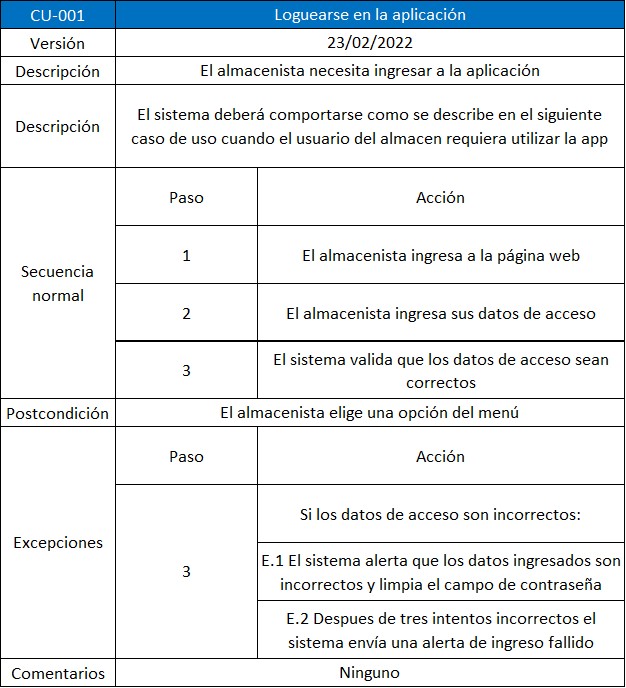 CU-001
Loguearse en la aplicación
Versión
23/02/2022
Descripción
El almacenista necesita ingresar a la aplicación
Descripción
El sistema deberá comportarse como se describe en el siguiente
caso de uso cuando el usuario del almacen requiera utilizar la app
Secuencia
normal
Paso
Acción
1
El almacenista ingresa a la página web
2
El almacenista ingresa sus datos de acceso
3
El sistema valida que los datos de acceso sean
correctos
Postcondición
El almacenista elige una opción del menú
Excepciones
Paso
Acción
3
Si los datos de acceso son incorrectos:
E.1 El sistema alerta que los datos ingresados son
incorrectos y limpia el campo de contraseña
E.2 Despues de tres intentos incorrectos el
sistema envía una alerta de ingreso fallido
Comentarios
Ninguno